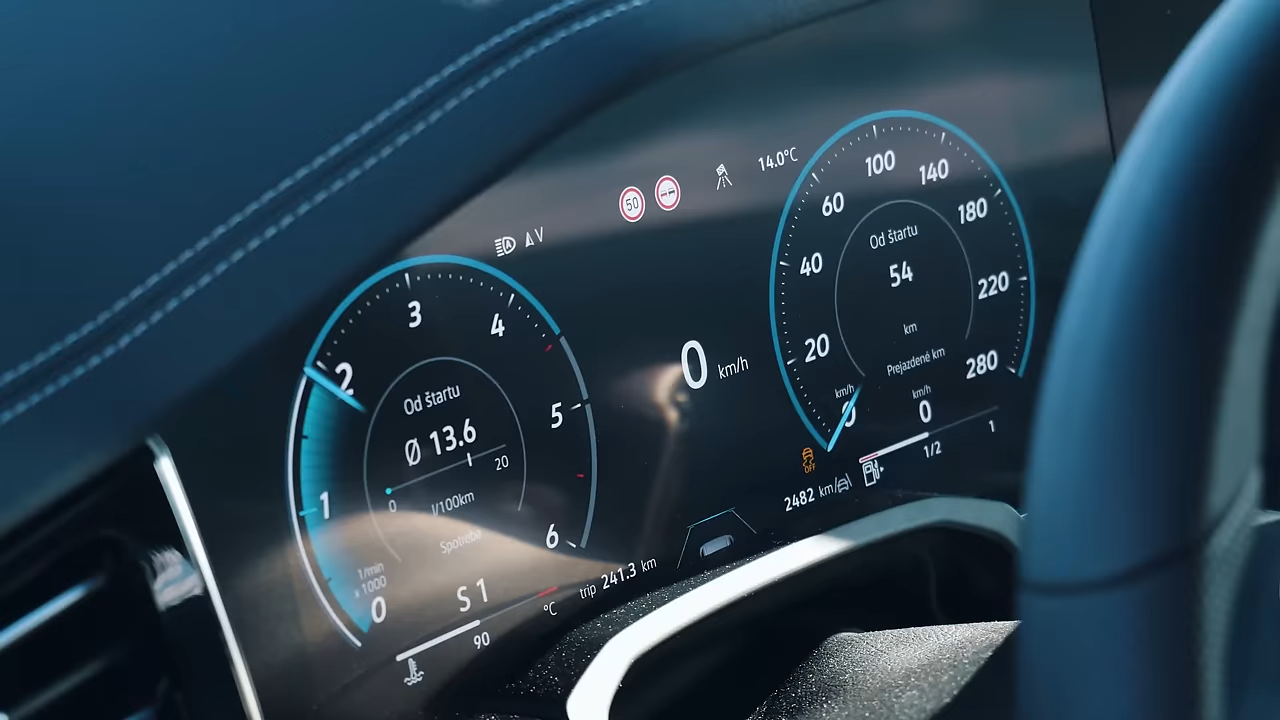 50
14.0°C
A V
3
4
2
5
1
6
1/min
x 1000
0
Od štartu
Ø 13.6
0
20
l/100km
Spotreba
S 1
90
°C
trip 241.3 km
0 km/h
100
60
140
40
180
220
20
280
km/h
0
Od štartu
54
km
Prejazdené km
km/h
0
1/2
1
OFF
2482 km